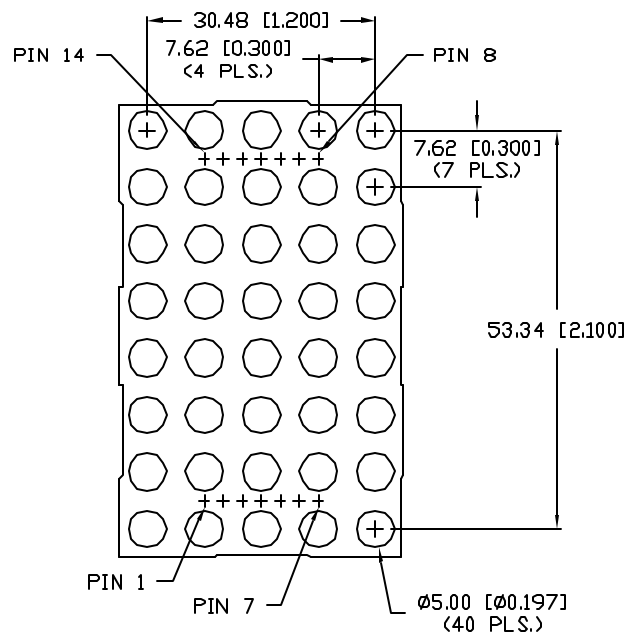 30.48 [1.200]
7.62 [0.300]
(4 PLS.)
PIN 14
PIN 8
7.62 [0.300]
(7 PLS.)
53.34 [2.100]
PIN 1
PIN 7
Ø5.00 [Ø0.197]
(40 PLS.)